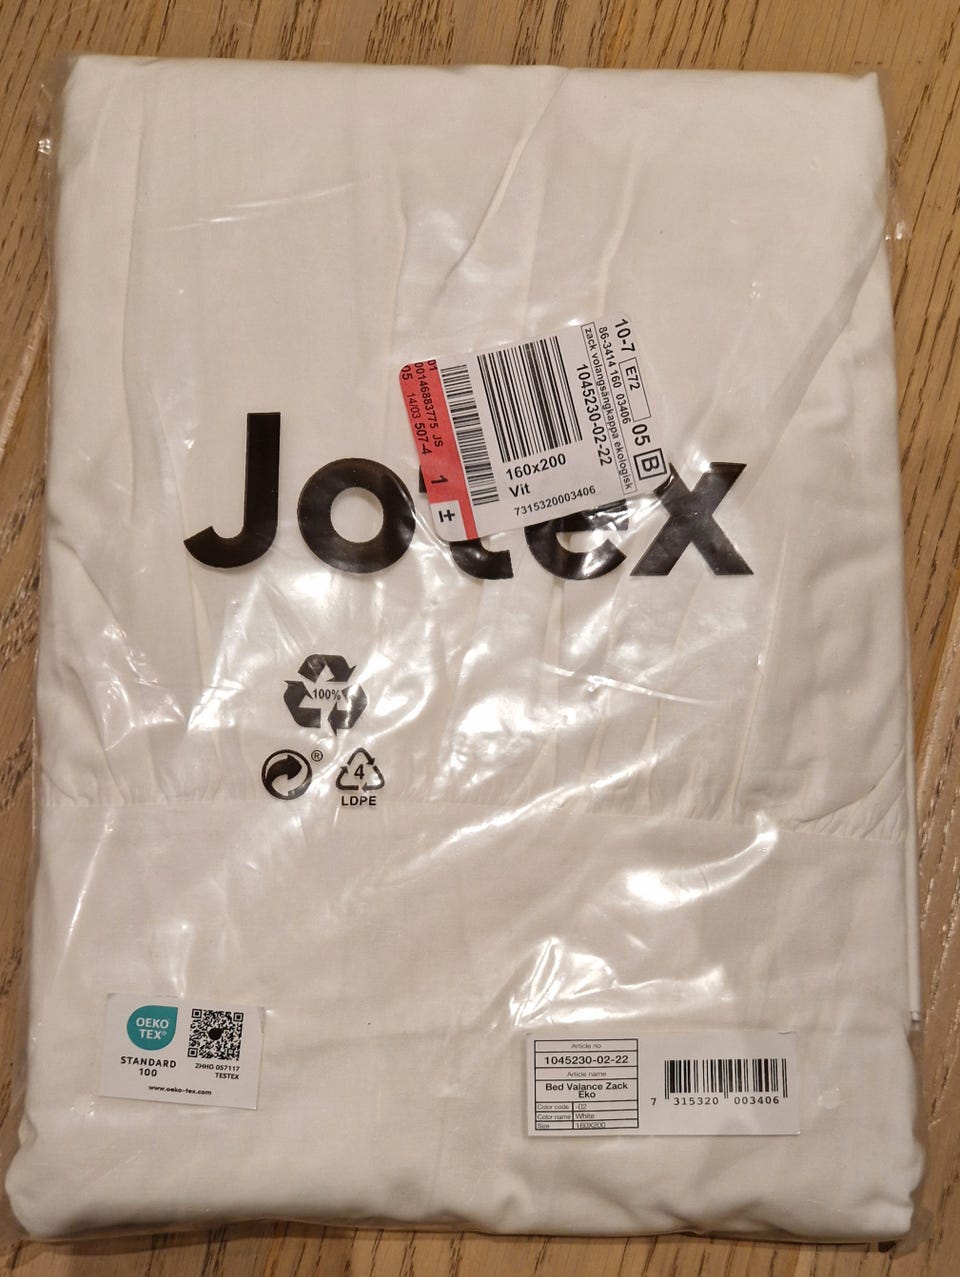 Jotex
10-7 E72 05 B
86-3414 160 03406
zack volangsängkappa ekologisk
1045230-02-22
160x200
Vit
7315320003406
01
00146883775 JS
05 14/03 507-4 1
I+
100%
®
4
LDPE
OEKO
TEX®
STANDARD
100
ZHHO 057117
TESTEX
www.oeko-tex.com
Article no
1045230-02-22
Article name
Bed Valance Zack
Eko
Color code -02
Color name White
Size 160X200
7 315320 003406